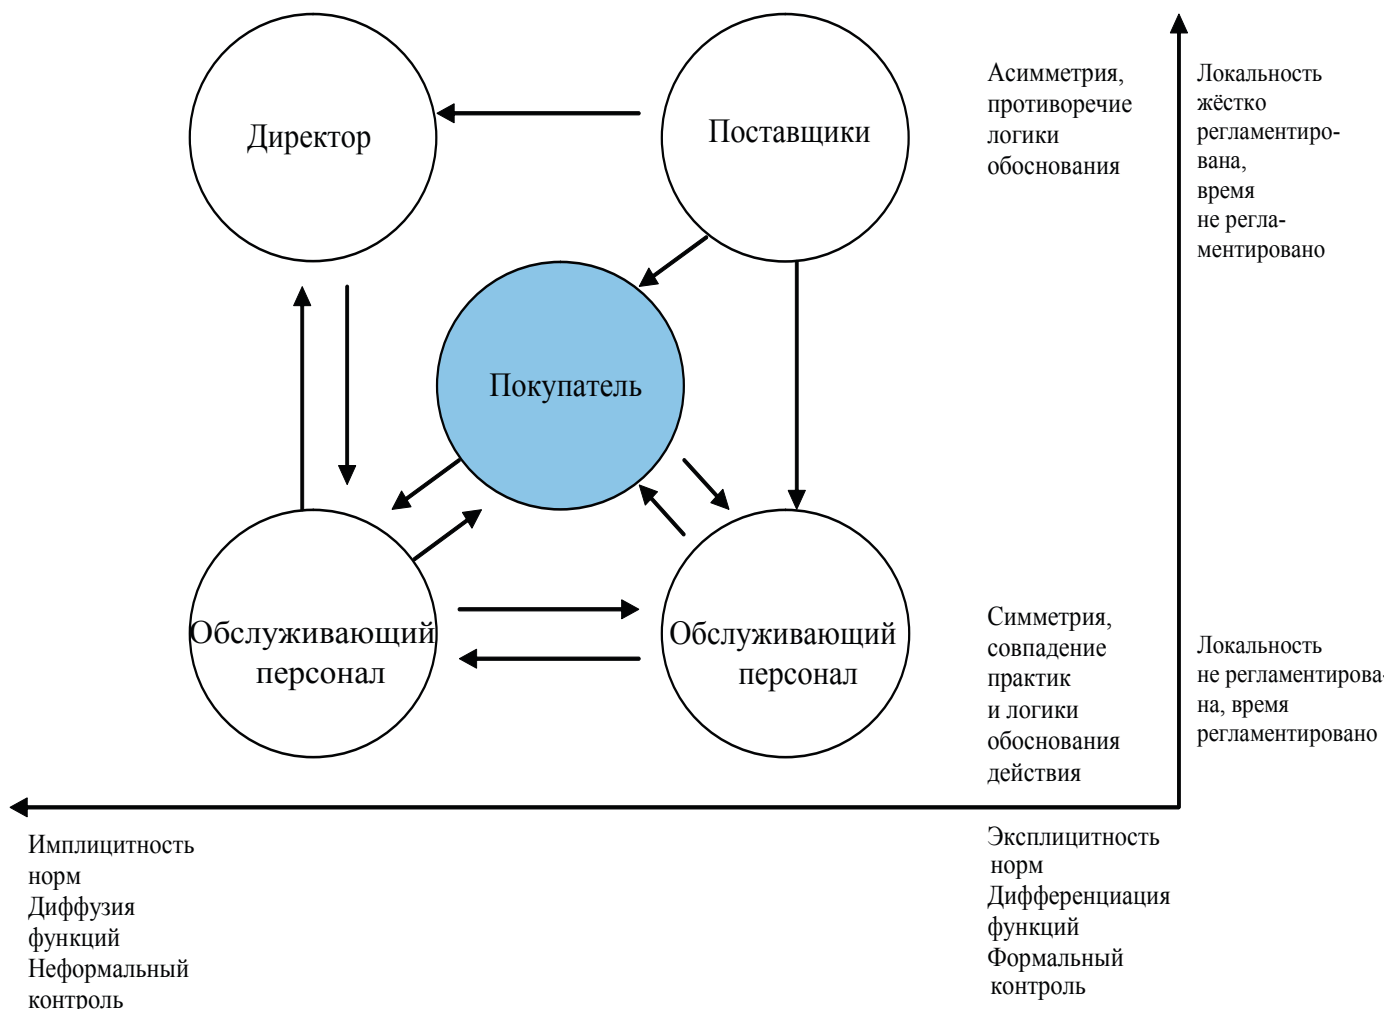 Директор
Поставщики
Асимметрия,
противоречие
логики
обоснования
Локальность
жёстко
регламентиро-
вана,
время
не регла-
ментировано
Покупатель
Обслуживающий
персонал
Обслуживающий
персонал
Симметрия,
совпадение
практик
и логики
обоснования
действия
Локальность
не регламентирова-
на, время
регламентировано
Имплицитность
норм
Диффузия
функций
Неформальный
контроль
Эксплицитность
норм
Дифференциация
функций
Формальный
контроль